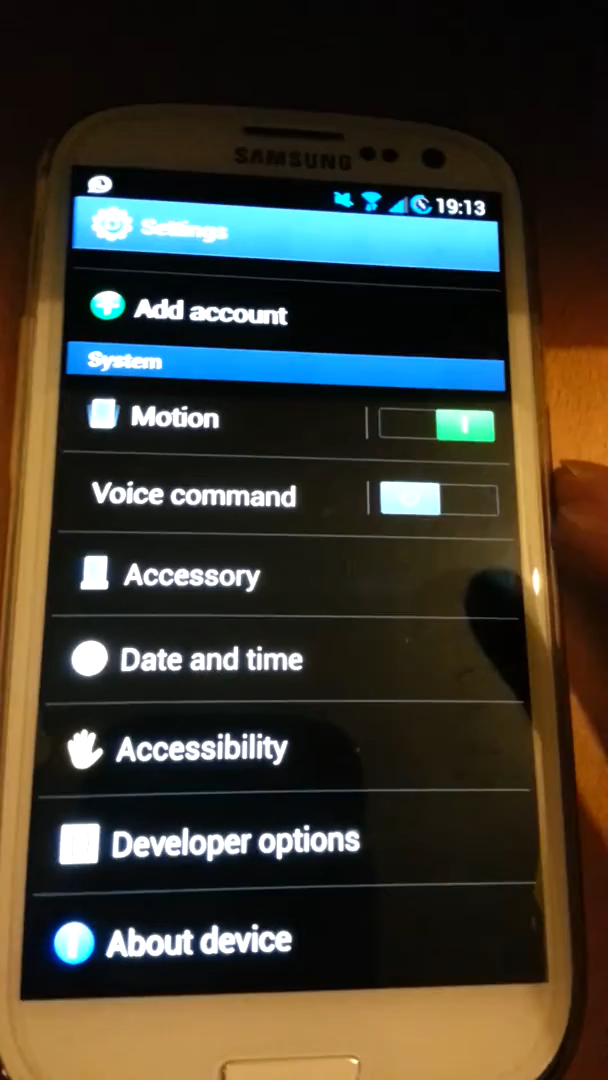 SAMSUNG
19:13
Settings
Add account
System
Motion
Voice command
Accessory
Date and time
Accessibility
Developer options
About device